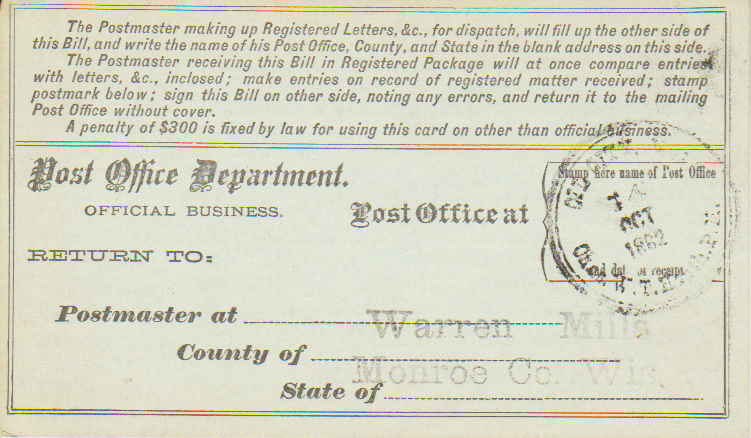 The Postmaster making up Registered Letters, &c., for dispatch, will fill up the other side of
this Bill, and write the name of his Post Office, County, and State in the blank address on this side.
The Postmaster receiving this Bill in Registered Package will at once compare entries
with letters, &c., inclosed; make entries on record of registered matter received; stamp
postmark below; sign this Bill on other side, noting any errors, and return it to the mailing
Post Office without cover.
A penalty of $300 is fixed by law for using this card on other than official business.
Post Office Department.
OFFICIAL BUSINESS.
Post Office at
Stamp here name of Post Office
OCT
1882
and date of receipt
RETURN TO:
Postmaster at Warren Mills
County of Monroe Co. Wis.
State of